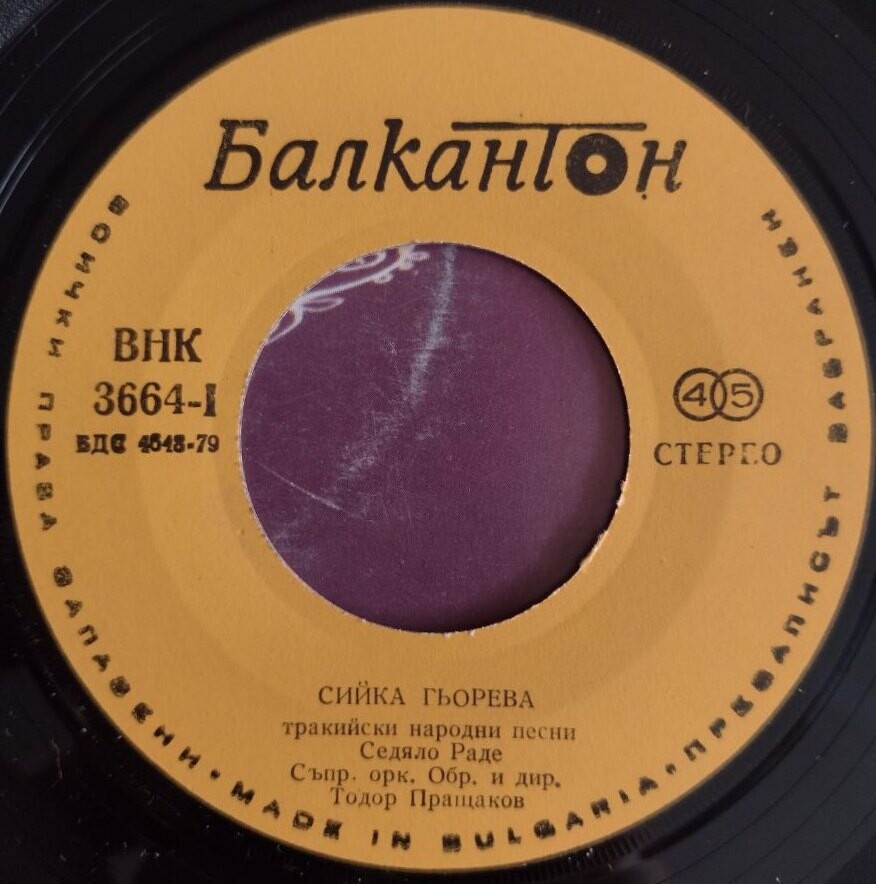 Балкантон
ВНК
3664-I
БДС 4643-79
45
СТЕРЕО
СИЙКА ГЬОРЕВА
тракийски народни песни
Седяло Раде
Съпр. орк. Обр. и дир.
Тодор Пращаков
ВСИЧКИ ПРАВА ЗАПАЗЕНИ · MADE IN BULGARIA · ПРЕЗАПИСЪТ ЗАБРАНЕН